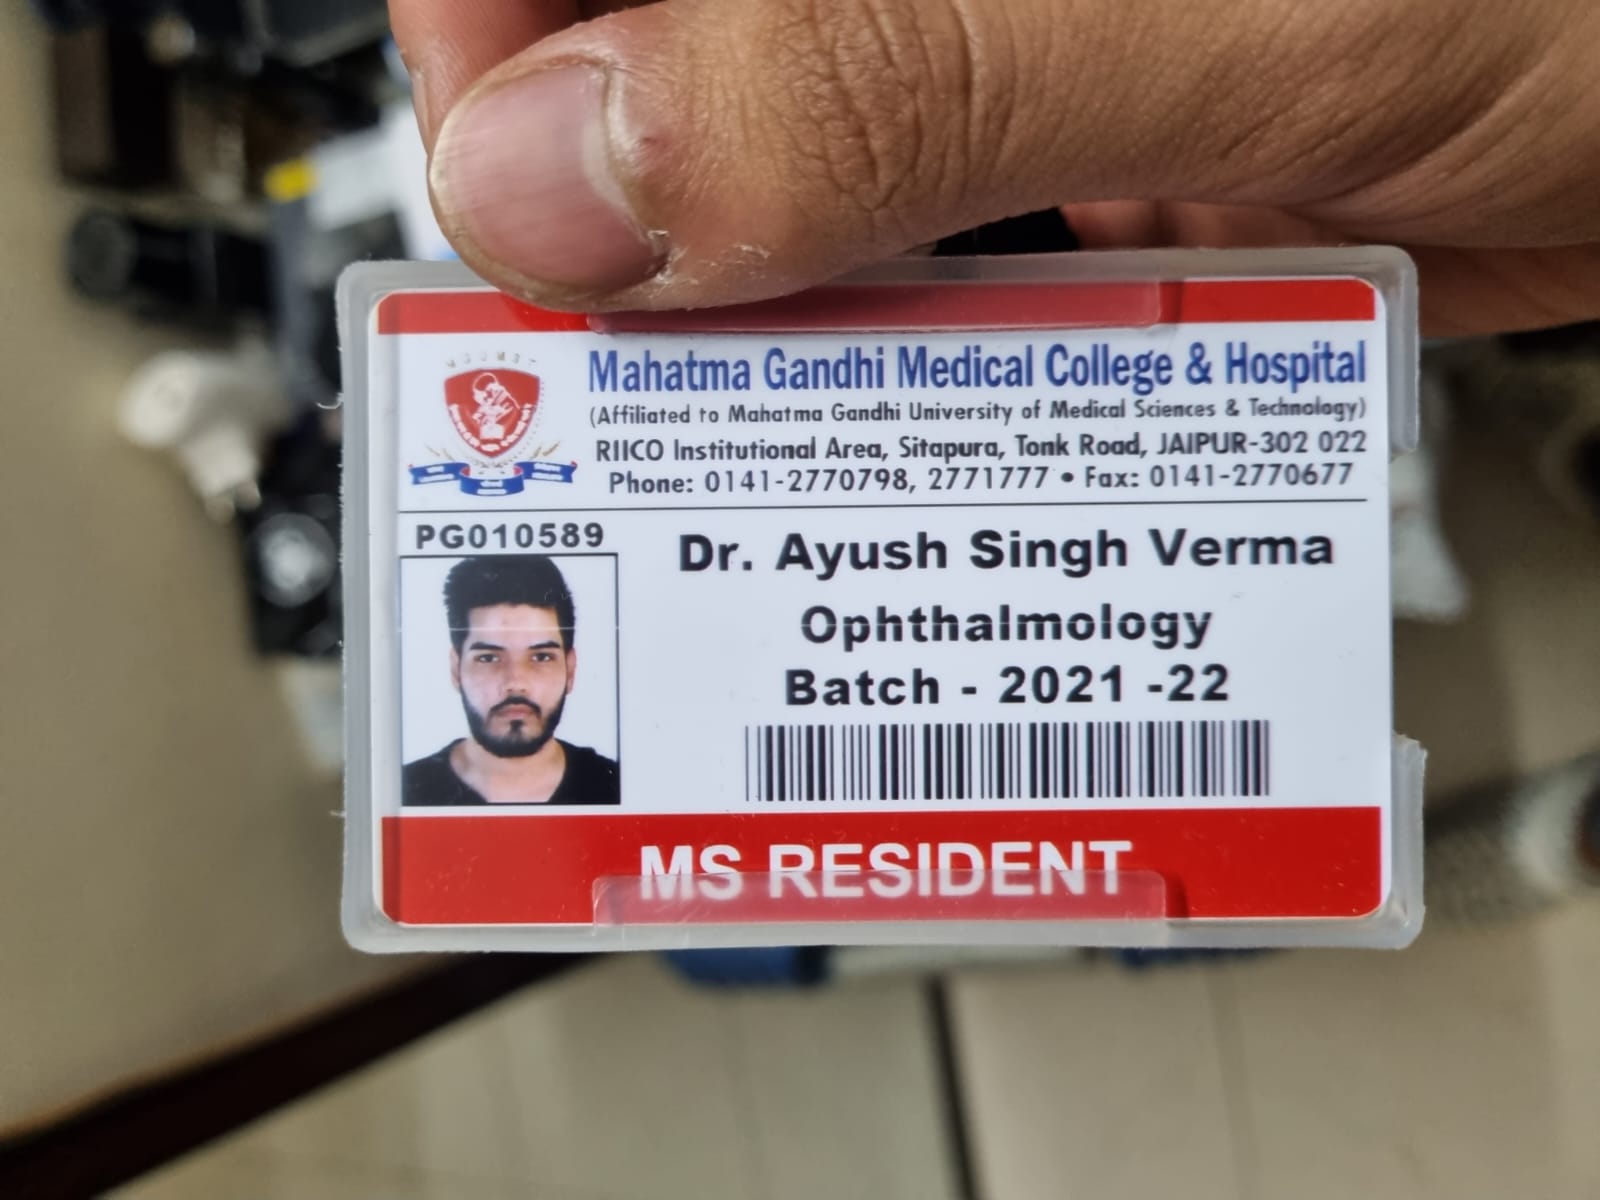 MGUMST
Mahatma Gandhi Medical College & Hospital
(Affiliated to Mahatma Gandhi University of Medical Sciences & Technology)
RIICO Institutional Area, Sitapura, Tonk Road, JAIPUR-302 022
Phone: 0141-2770798, 2771777 • Fax: 0141-2770677
PG010589
Dr. Ayush Singh Verma
Ophthalmology
Batch - 2021 -22
MS RESIDENT